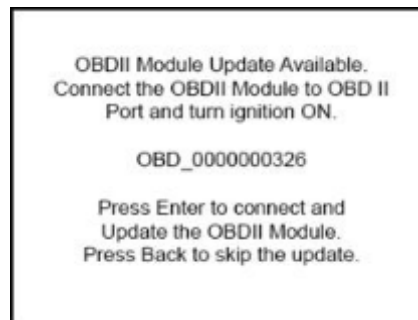 OBDII Module Update Available.
Connect the OBDII Module to OBD II
Port and turn ignition ON.
OBD_0000000326
Press Enter to connect and
Update the OBDII Module.
Press Back to skip the update.